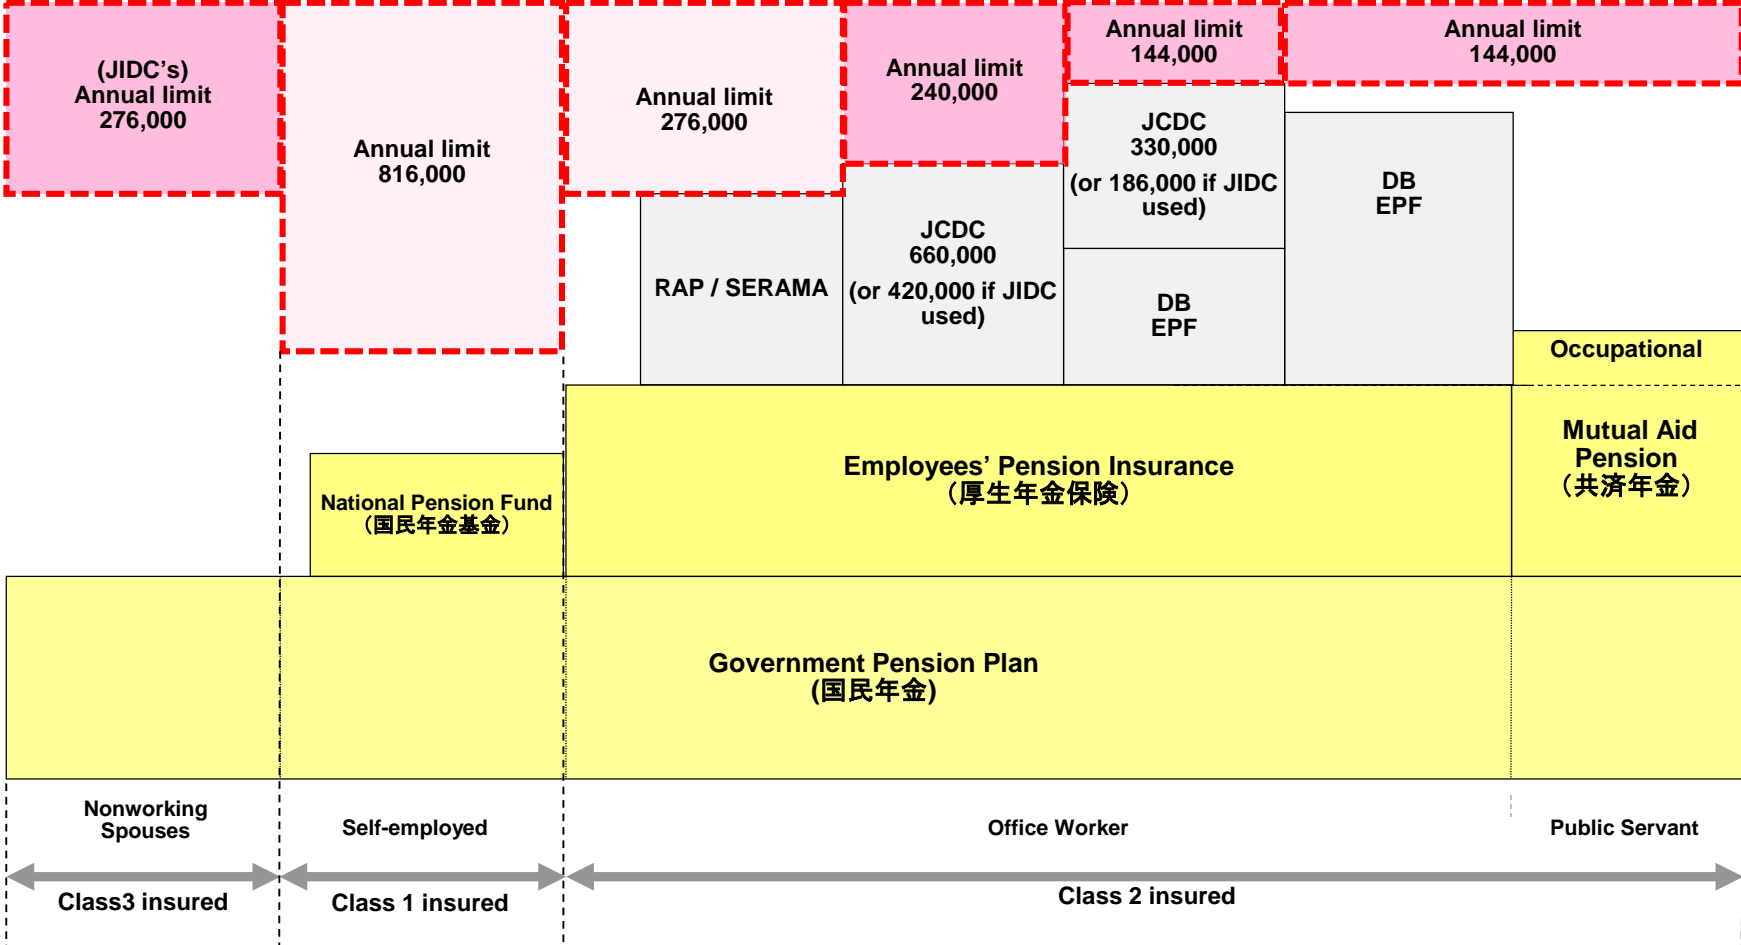 (JIDC's)
Annual limit
276,000
Annual limit
816,000
Annual limit
276,000
Annual limit
240,000
Annual limit
144,000
Annual limit
144,000
JCDC
330,000
(or 186,000 if JIDC
used)
DB
EPF
JCDC
660,000
(or 420,000 if JIDC
used)
RAP / SERAMA
DB
EPF
Occupational
Mutual Aid
Pension
（共済年金）
Employees' Pension Insurance
（厚生年金保険）
National Pension Fund
（国民年金基金）
Government Pension Plan
(国民年金)
Nonworking
Spouses
Self-employed
Office Worker
Public Servant
Class3 insured
Class 1 insured
Class 2 insured